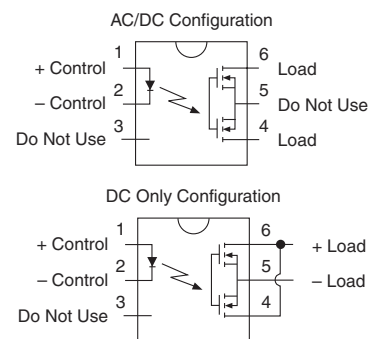 AC/DC Configuration
1
+ Control
2
– Control
3
Do Not Use
6
Load
5
Do Not Use
4
Load
DC Only Configuration
1
+ Control
2
– Control
3
Do Not Use
6
+ Load
5
– Load
4